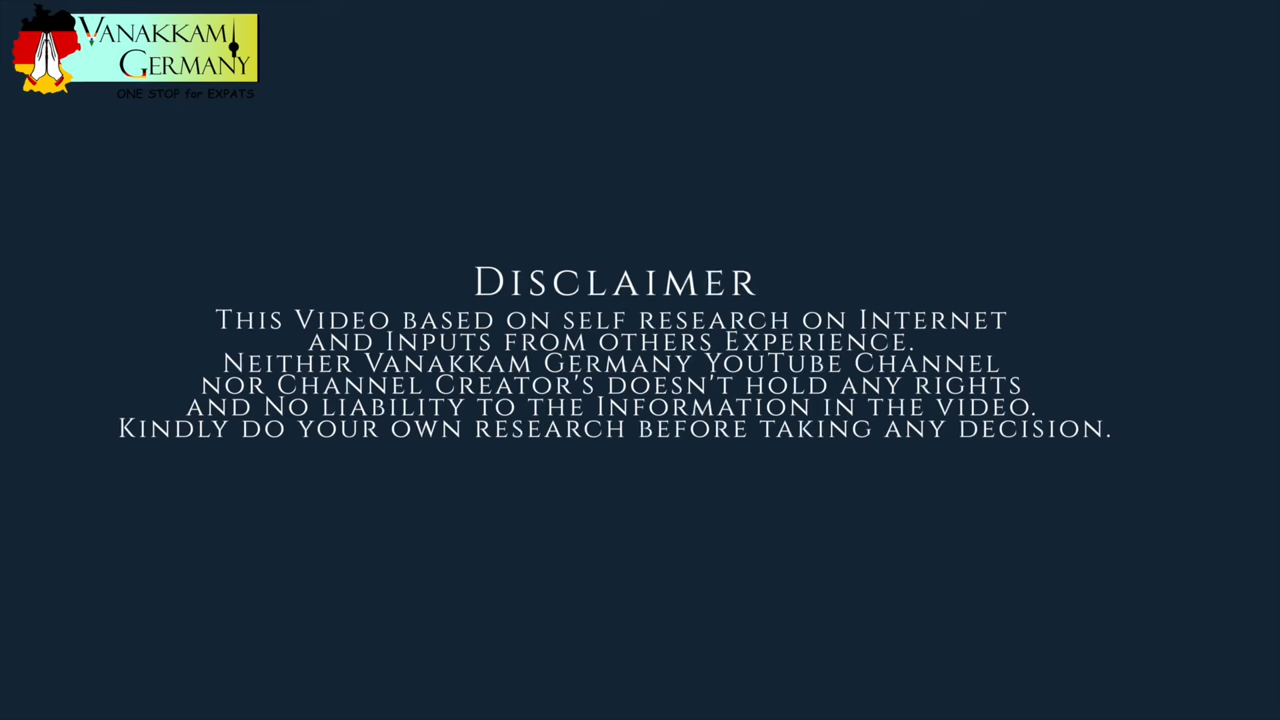 Vanakkam
Germany
ONE STOP for EXPATS
Disclaimer
This Video based on self research on Internet
and Inputs from others Experience.
Neither Vanakkam Germany YouTube Channel
nor Channel Creator's doesn't hold any rights
and No liability to the Information in the video.
Kindly do your own research before taking any decision.